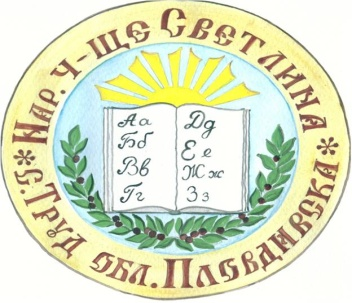 * Нар. ч-ще Светлина *
с. Труд обл. Пловдивска
Аа
Бб
Вв
Гг
Дд
Ее
Жж
Зз